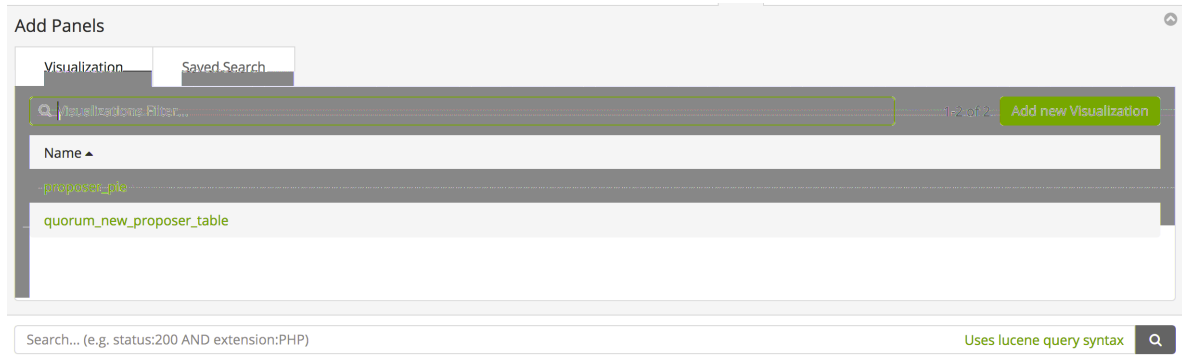 Add Panels
Visualization Saved Search
Visualizations Filter... 1-2 of 2 Add new Visualization
Name
proposer_pie
quorum_new_proposer_table
Search... (e.g. status:200 AND extension:PHP) Uses lucene query syntax